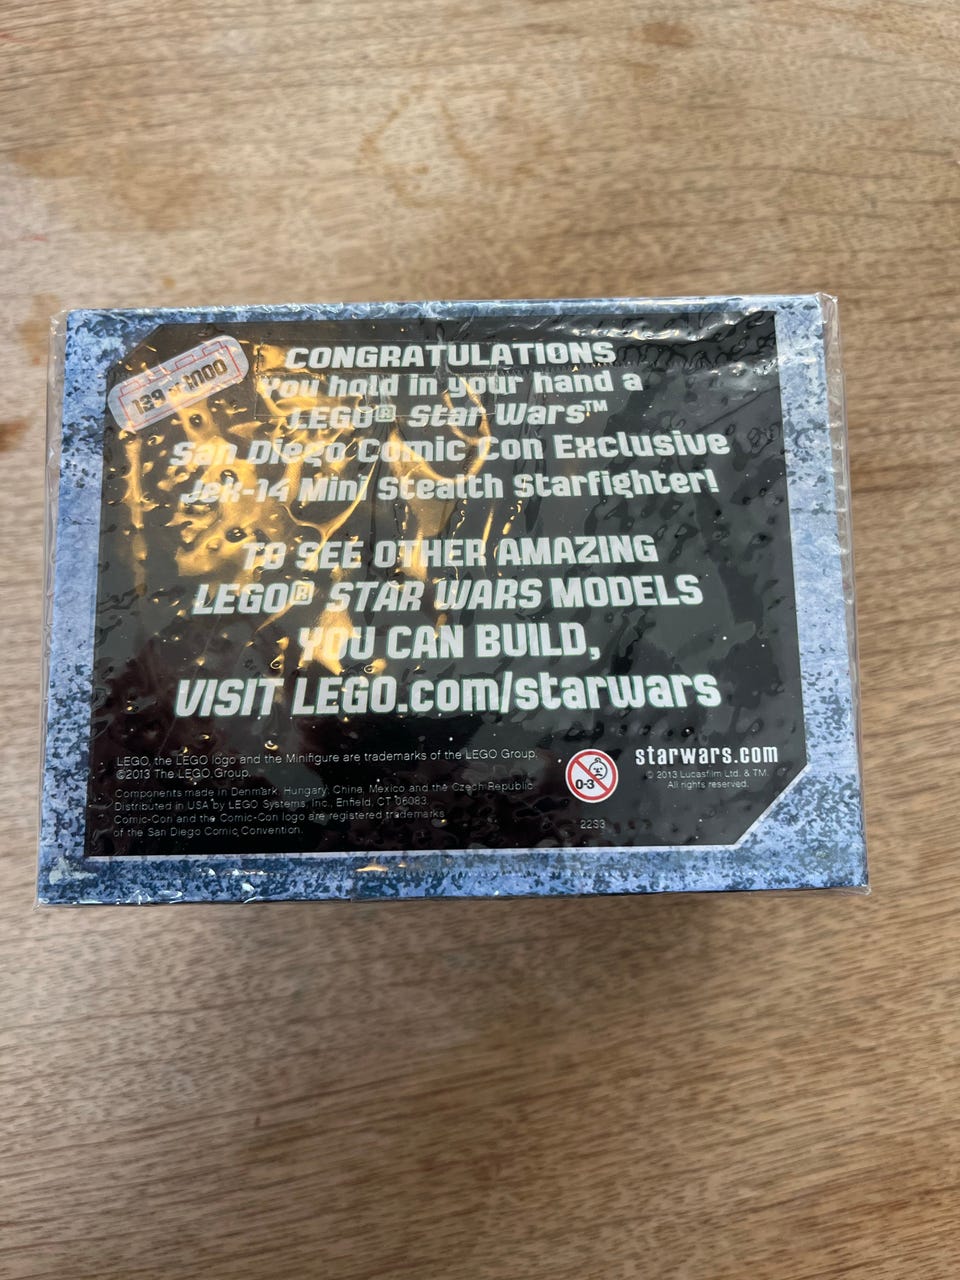 139 of 1000
CONGRATULATIONS
You hold in your hand a
LEGO® Star Wars™
San Diego Comic Con Exclusive
Jek-14 Mini Stealth Starfighter!
TO SEE OTHER AMAZING
LEGO® STAR WARS MODELS
YOU CAN BUILD,
VISIT LEGO.com/starwars
LEGO, the LEGO logo and the Minifigure are trademarks of the LEGO Group.
©2013 The LEGO Group.
Components made in Denmark, Hungary, China, Mexico and the Czech Republic
Distributed in USA by LEGO Systems, Inc., Enfield, CT 06083
Comic-Con and the Comic-Con logo are registered trademarks
of the San Diego Comic Convention.
0-3
22S3
starwars.com
© 2013 Lucasfilm Ltd. & TM.
All rights reserved.